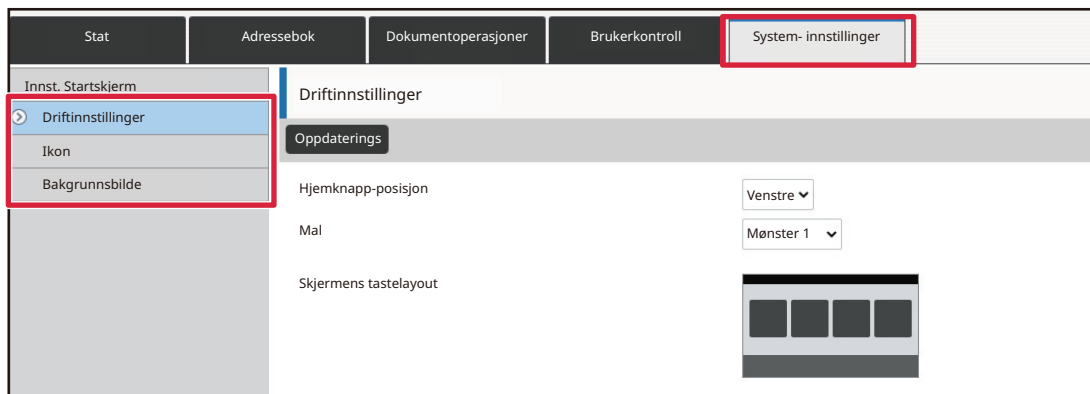 Stat
Adressebok
Dokumentoperasjoner
Brukerkontroll
System- innstillinger
Innst. Startskjerm
Driftinnstillinger
Ikon
Bakgrunnsbilde
Driftinnstillinger
Oppdaterings
Hjemknapp-posisjon
Venstre
Mal
Mønster 1
Skjermens tastelayout